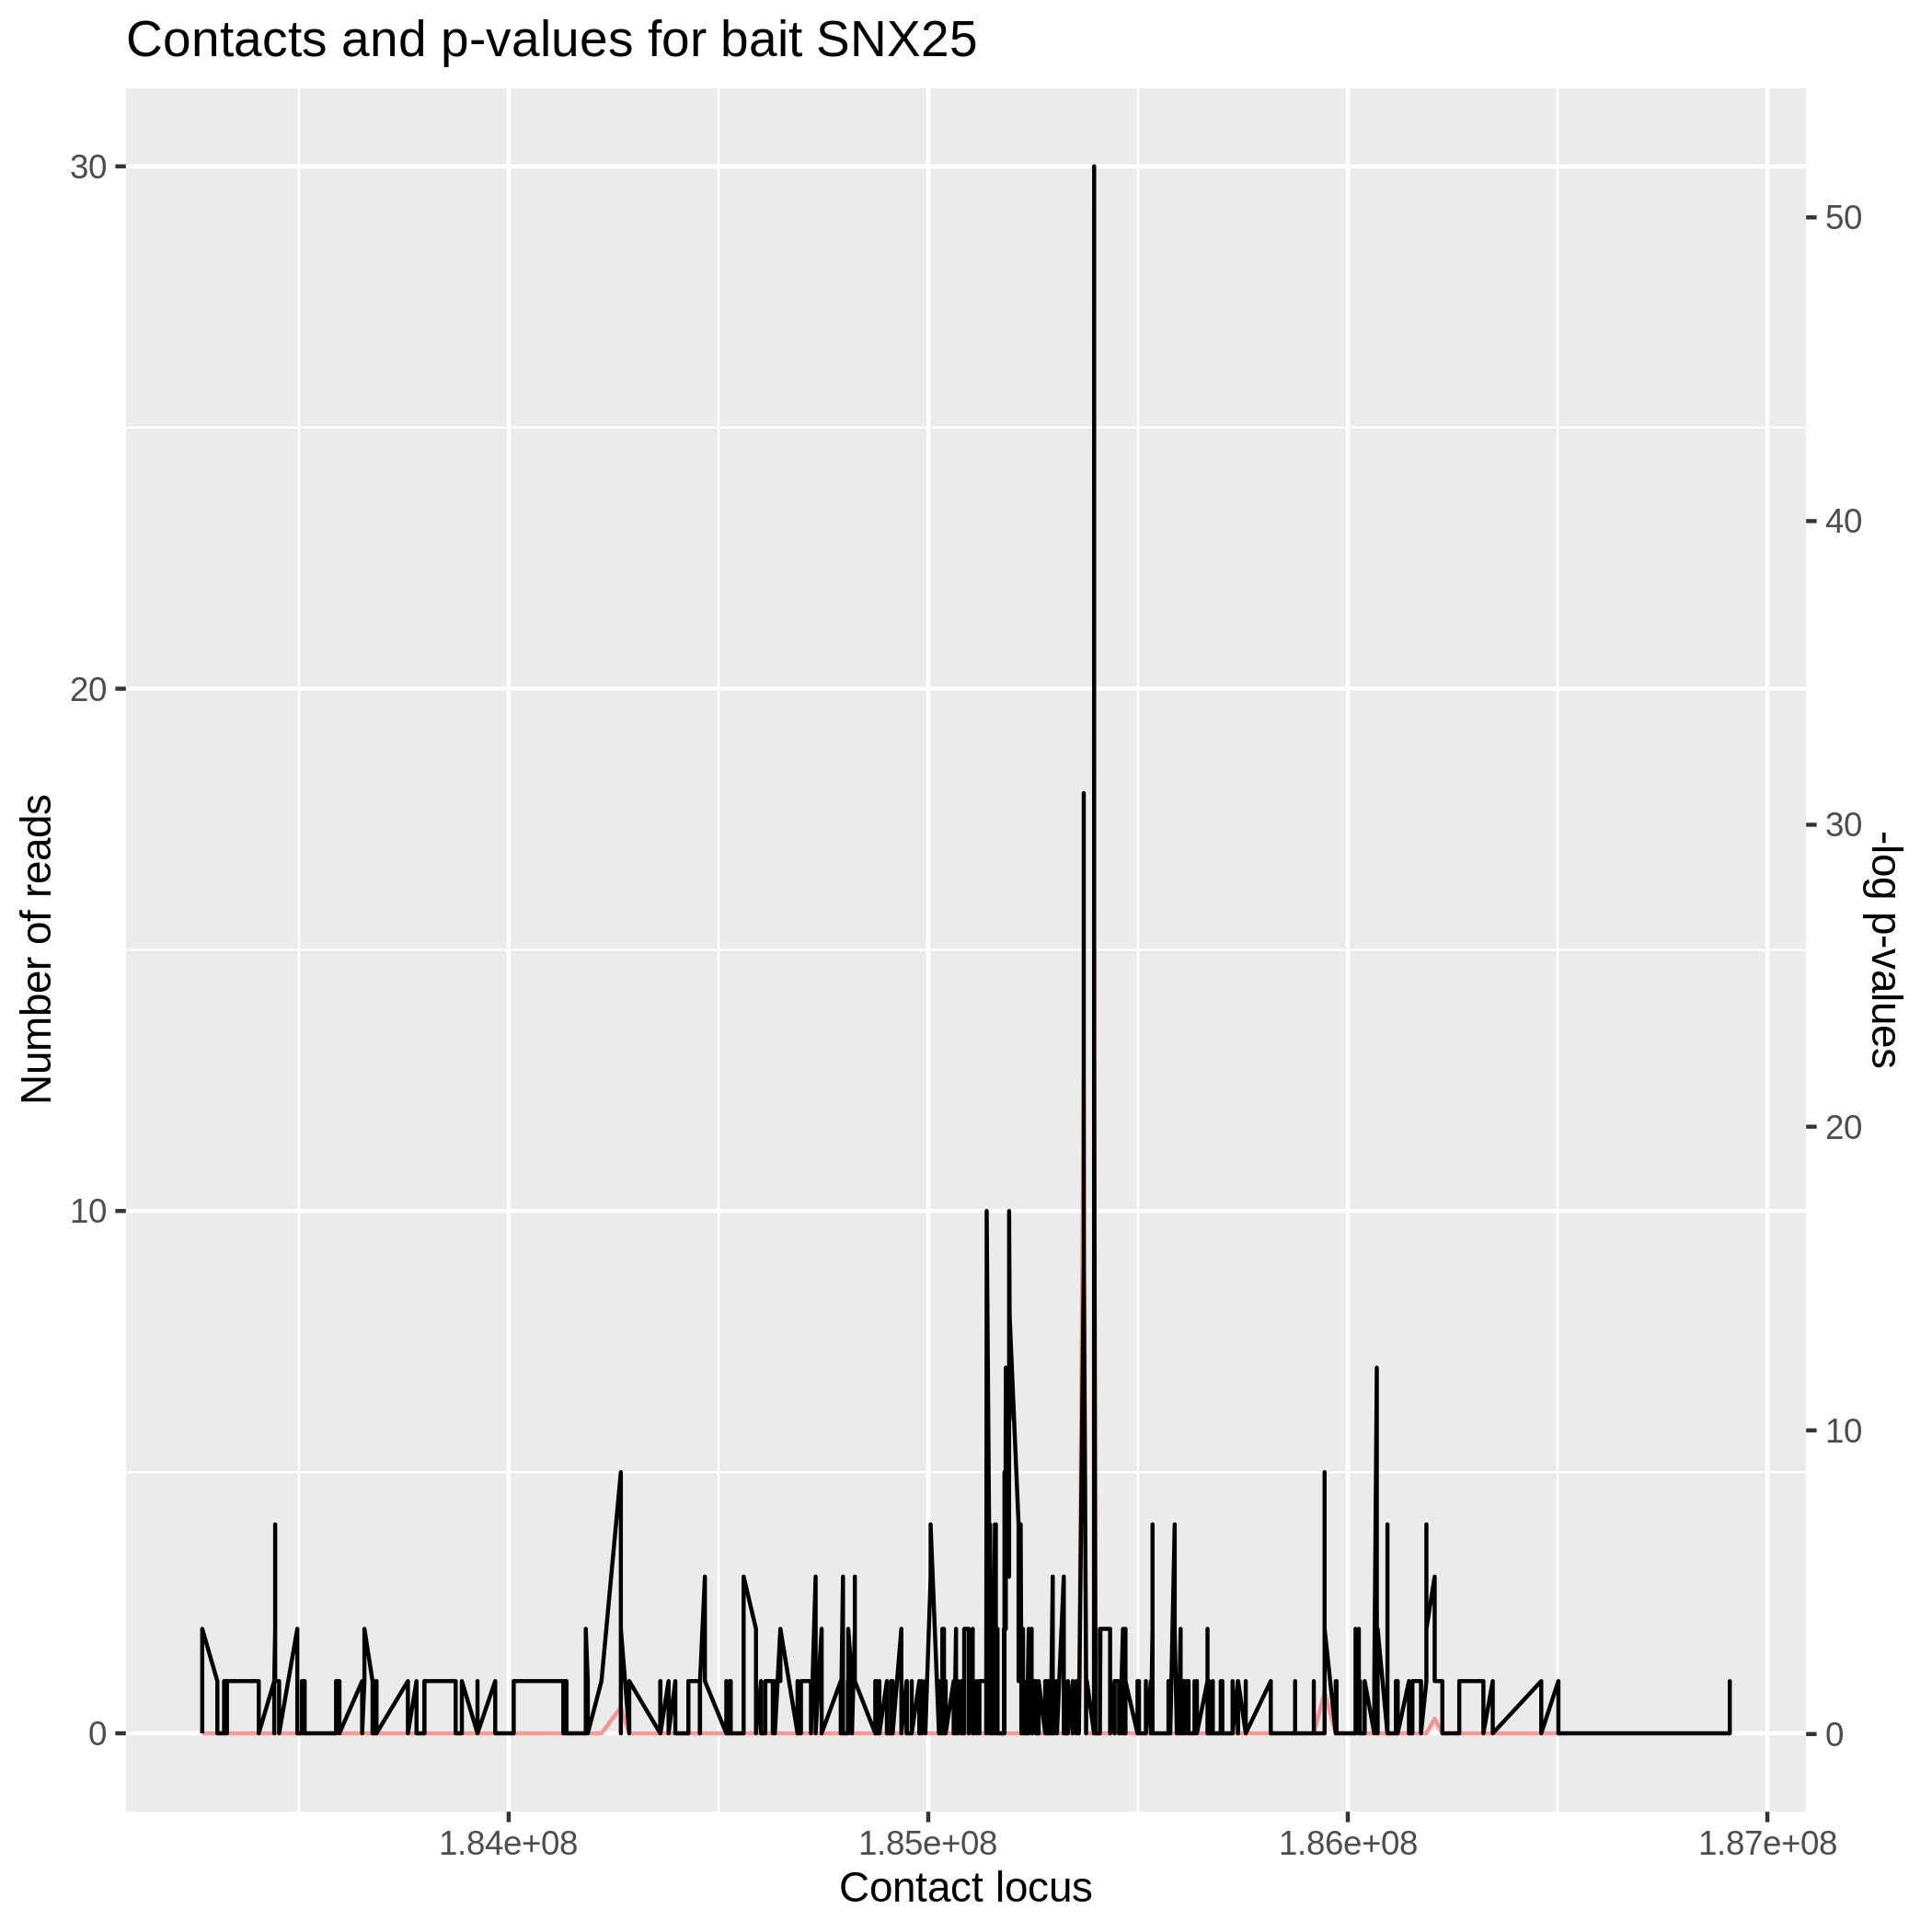 Contacts and p-values for bait SNX25
30
20
10
0
50
40
30
20
10
0
Number of reads
-log p-values
1.84e+08
1.85e+08
1.86e+08
1.87e+08
Contact locus